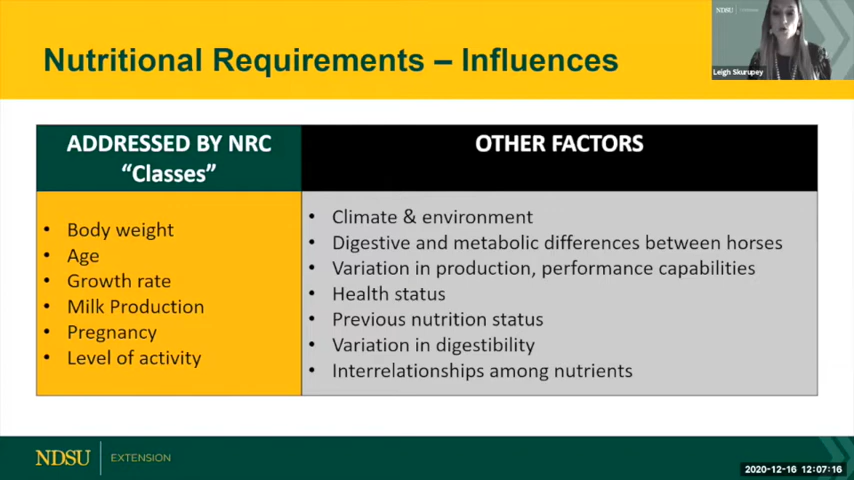 Nutritional Requirements – Influences
NDSU
Leigh Skurupey
ADDRESSED BY NRC
“Classes”
OTHER FACTORS
• Body weight
• Age
• Growth rate
• Milk Production
• Pregnancy
• Level of activity
• Climate & environment
• Digestive and metabolic differences between horses
• Variation in production, performance capabilities
• Health status
• Previous nutrition status
• Variation in digestibility
• Interrelationships among nutrients
NDSU EXTENSION
2020-12-16 12:07:16